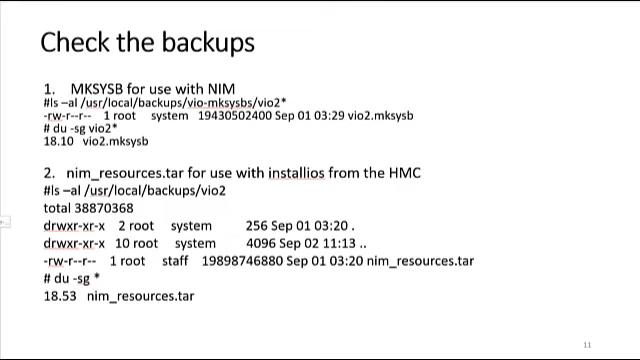 Check the backups
1. MKSYSB for use with NIM
#ls –al /usr/local/backups/vio-mksysbs/vio2*
-rw-r--r-- 1 root system 19430502400 Sep 01 03:29 vio2.mksysb
# du -sg vio2*
18.10 vio2.mksysb
2. nim_resources.tar for use with installios from the HMC
#ls –al /usr/local/backups/vio2
total 38870368
drwxr-xr-x 2 root system 256 Sep 01 03:20 .
drwxr-xr-x 10 root system 4096 Sep 02 11:13 ..
-rw-r--r-- 1 root staff 19898746880 Sep 01 03:20 nim_resources.tar
# du -sg *
18.53 nim_resources.tar
11